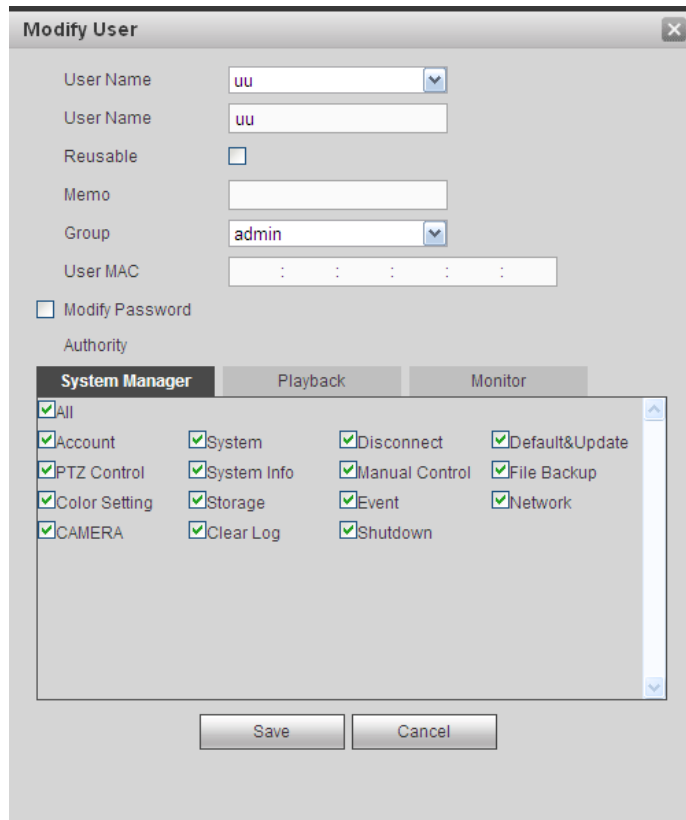 Modify User
User Name uu
User Name uu
Reusable
Memo
Group admin
User MAC : : : : :
Modify Password
Authority
System Manager Playback Monitor
All
Account System Disconnect Default&Update
PTZ Control System Info Manual Control File Backup
Color Setting Storage Event Network
CAMERA Clear Log Shutdown
Save Cancel